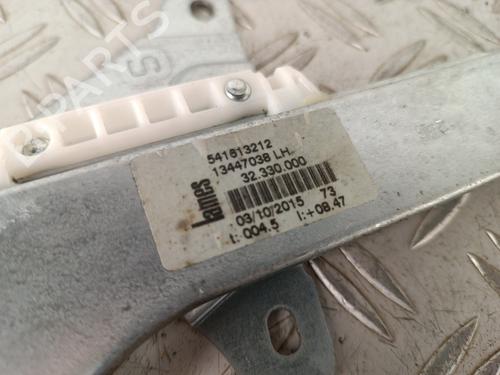 541613212
13447038 LH.
32.330.000
Lames
03/10/2015 73
I: 004.5 I:+08.47
S